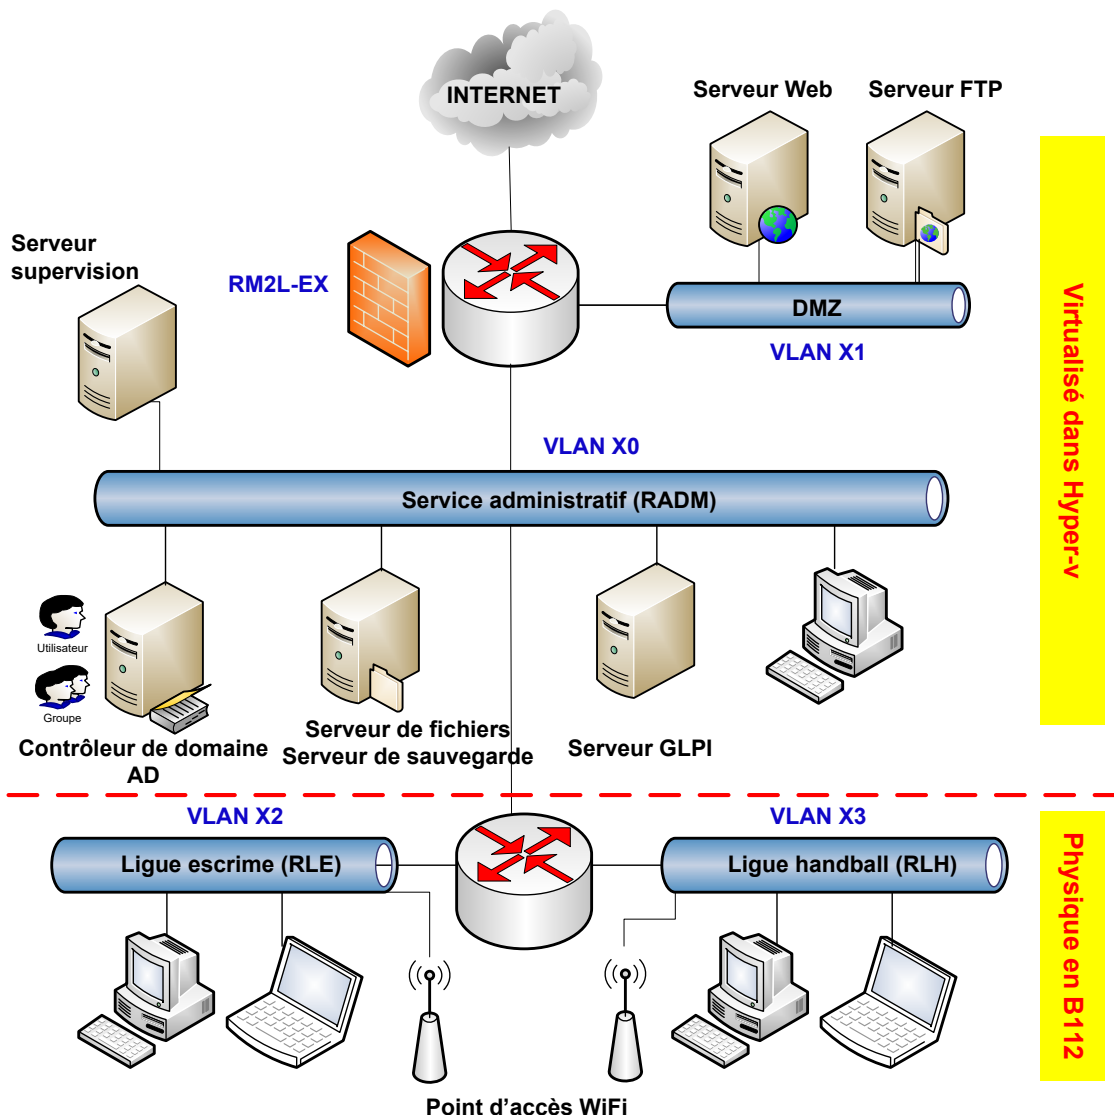 INTERNET
Serveur Web
Serveur FTP
Serveur
supervision
RM2L-EX
DMZ
VLAN X1
VLAN X0
Service administratif (RADM)
Virtualisé dans Hyper-v
Utilisateur
Groupe
Contrôleur de domaine
AD
Serveur de fichiers
Serveur de sauvegarde
Serveur GLPI
VLAN X2
VLAN X3
Ligue escrime (RLE)
Ligue handball (RLH)
Physique en B112
Point d'accès WiFi